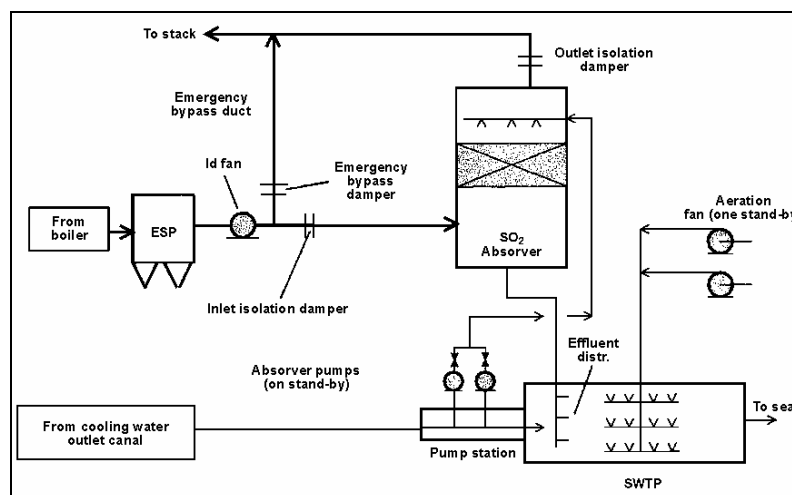 To stack
Outlet isolation
damper
Emergency
bypass duct
Id fan
Emergency
bypass
damper
From
boiler
ESP
SO2
Absorver
Aeration
fan (one stand-by
Inlet isolation damper
Absorver pumps
(on stand-by)
Effluent
distr.
From cooling water
outlet canal
Pump station
To sea
SWTP